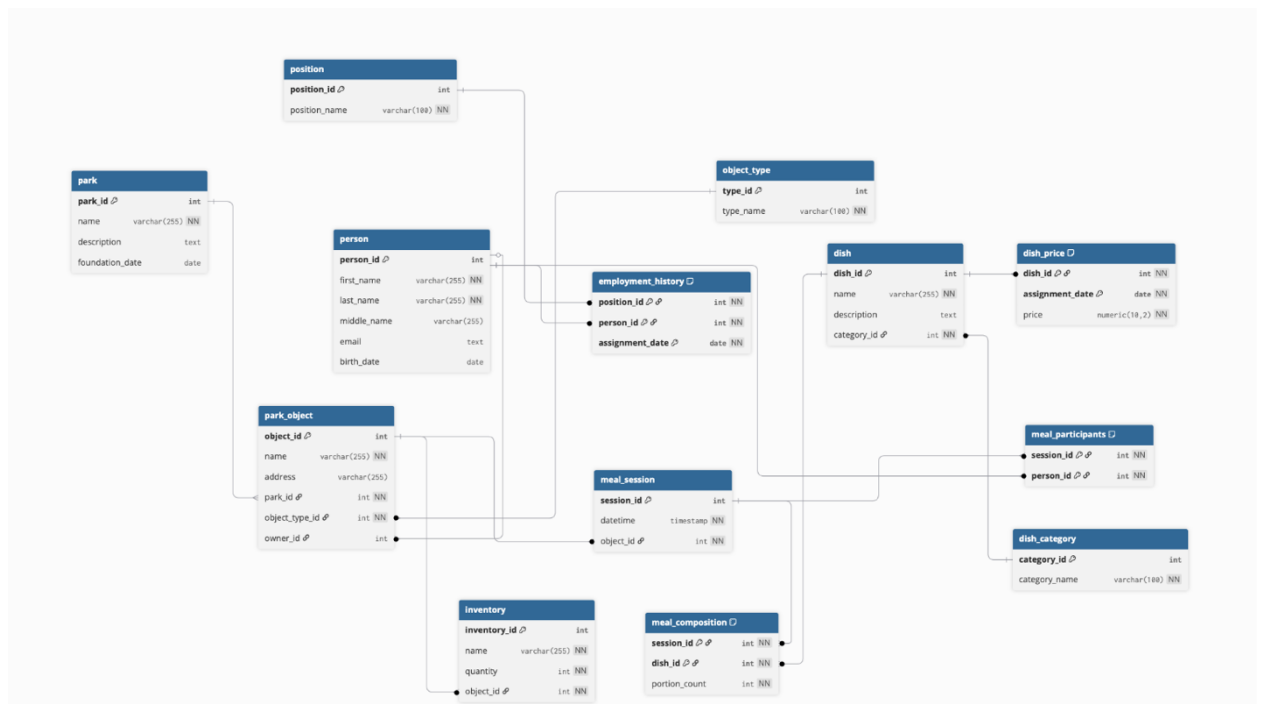 position
position_id int
position_name varchar(100) NN
park
park_id int
name varchar(255) NN
description text
foundation_date date
object_type
type_id int
type_name varchar(100) NN
person
person_id int
first_name varchar(255) NN
last_name varchar(255) NN
middle_name varchar(255)
email text
birth_date date
employment_history
position_id int NN
person_id int NN
assignment_date date NN
dish
dish_id int
name varchar(255) NN
description text
category_id int NN
dish_price
dish_id int NN
assignment_date date NN
price numeric(10,2) NN
park_object
object_id int
name varchar(255) NN
address varchar(255)
park_id int NN
object_type_id int NN
owner_id int
meal_session
session_id int
datetime timestamp NN
object_id int NN
meal_participants
session_id int NN
person_id int NN
dish_category
category_id int
category_name varchar(100) NN
inventory
inventory_id int
name varchar(255) NN
quantity int NN
object_id int NN
meal_composition
session_id int NN
dish_id int NN
portion_count int NN